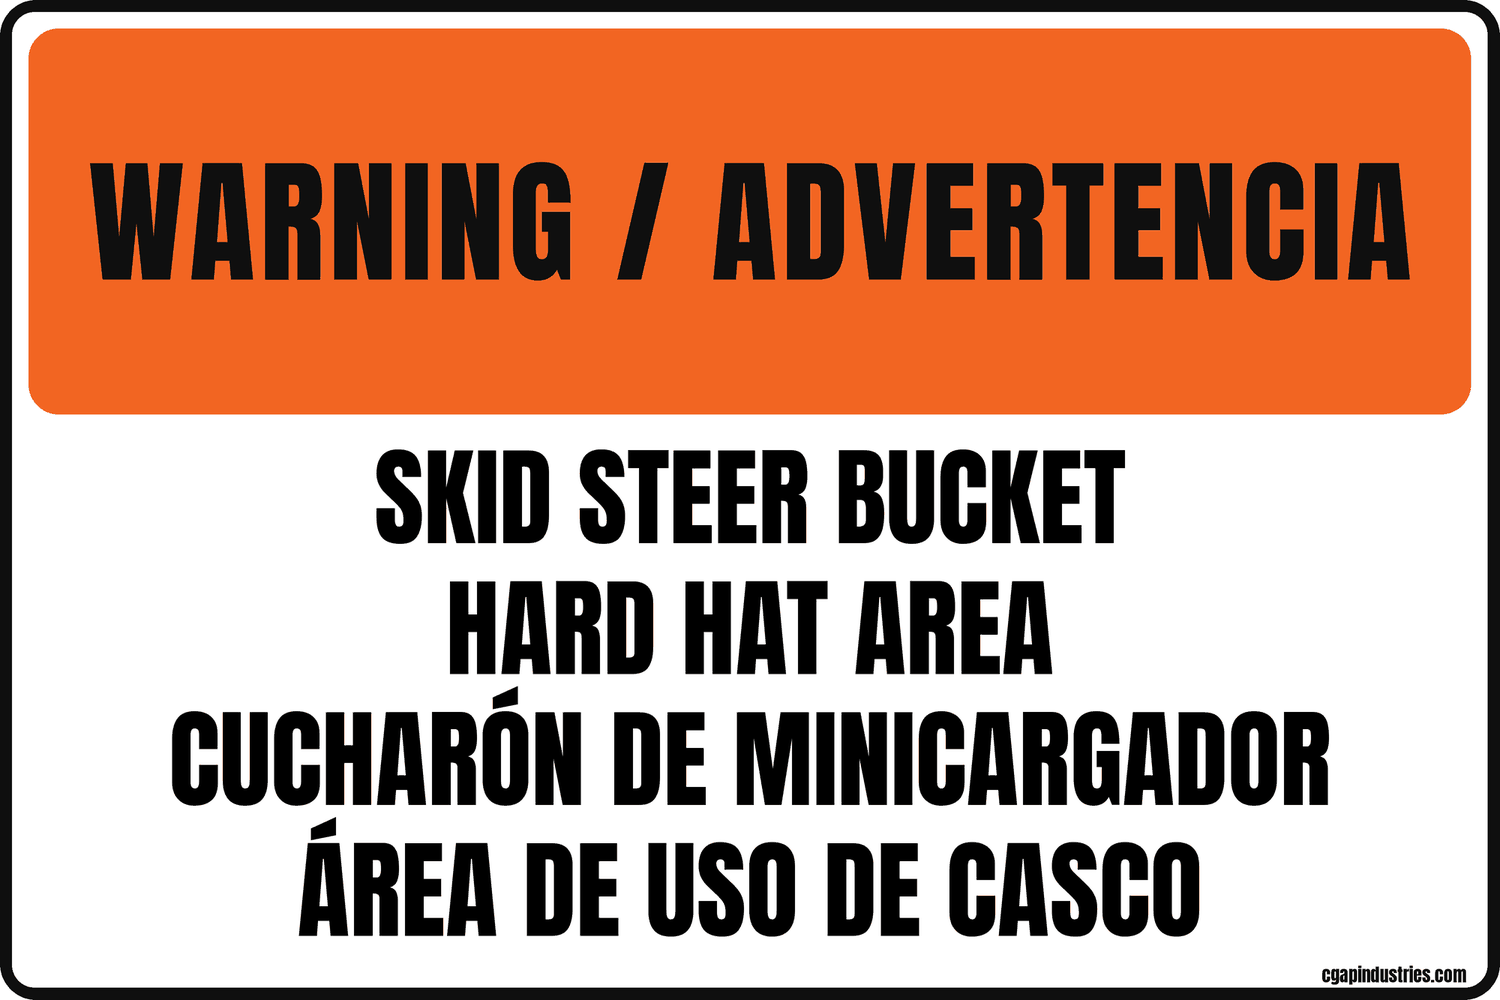 WARNING / ADVERTENCIA
SKID STEER BUCKET
HARD HAT AREA
CUCHARÓN DE MINICARGADOR
ÁREA DE USO DE CASCO
cgapindustries.com